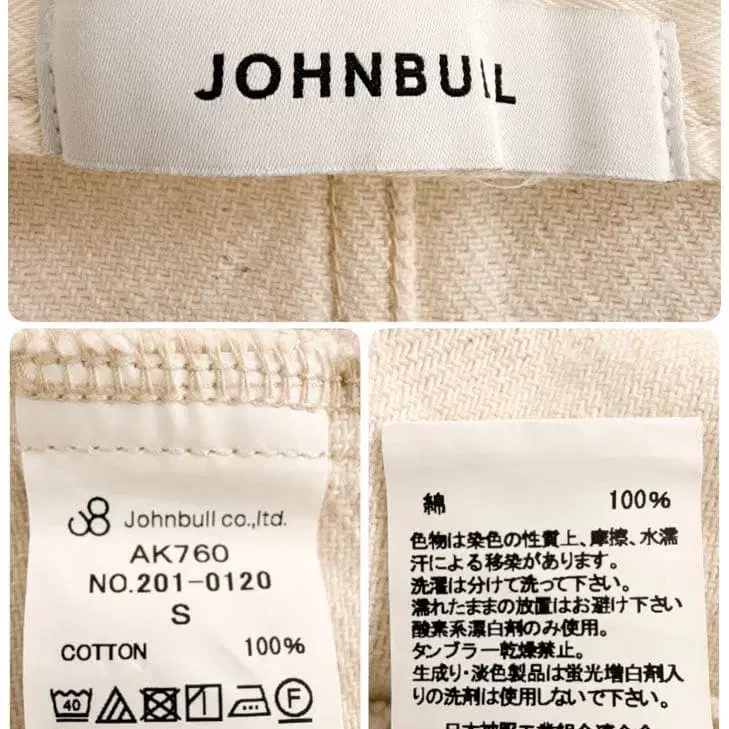 JOHNBULL
Johnbull co.,ltd.
AK760
NO.201-0120
S
COTTON 100%
40
F
綿 100%
色物は染色の性質上、摩擦、水濡
汗による移染があります。
洗濯は分けて洗って下さい。
濡れたままの放置はお避け下さい
酸素系漂白剤のみ使用。
タンブラー乾燥禁止。
生成り・淡色製品は蛍光増白剤入
りの洗剤は使用しないで下さい。